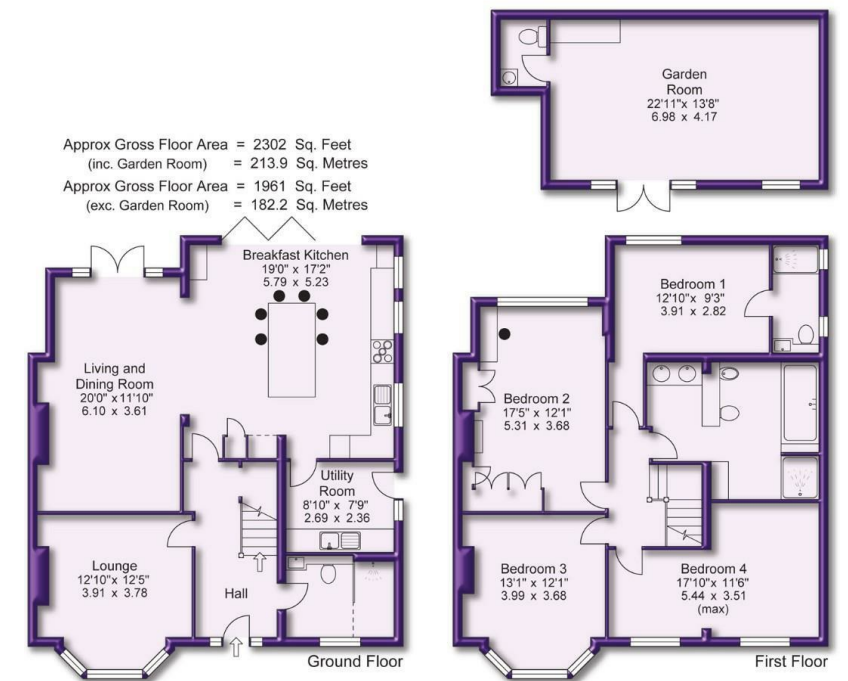 Garden
Room
22'11"x 13'8"
6.98 x 4.17
Approx Gross Floor Area = 2302 Sq. Feet
(inc. Garden Room) = 213.9 Sq. Metres
Approx Gross Floor Area = 1961 Sq. Feet
(exc. Garden Room) = 182.2 Sq. Metres
Breakfast Kitchen
19'0" x 17'2"
5.79 x 5.23
Living and
Dining Room
20'0" x11'10"
6.10 x 3.61
Utility
Room
8'10" x 7'9"
2.69 x 2.36
Lounge
12'10"x 12'5"
3.91 x 3.78
Hall
Ground Floor
Bedroom 1
12'10"x 9'3"
3.91 x 2.82
Bedroom 2
17'5" x 12'1"
5.31 x 3.68
Bedroom 3
13'1" x 12'1"
3.99 x 3.68
Bedroom 4
17'10"x 11'6"
5.44 x 3.51
(max)
First Floor